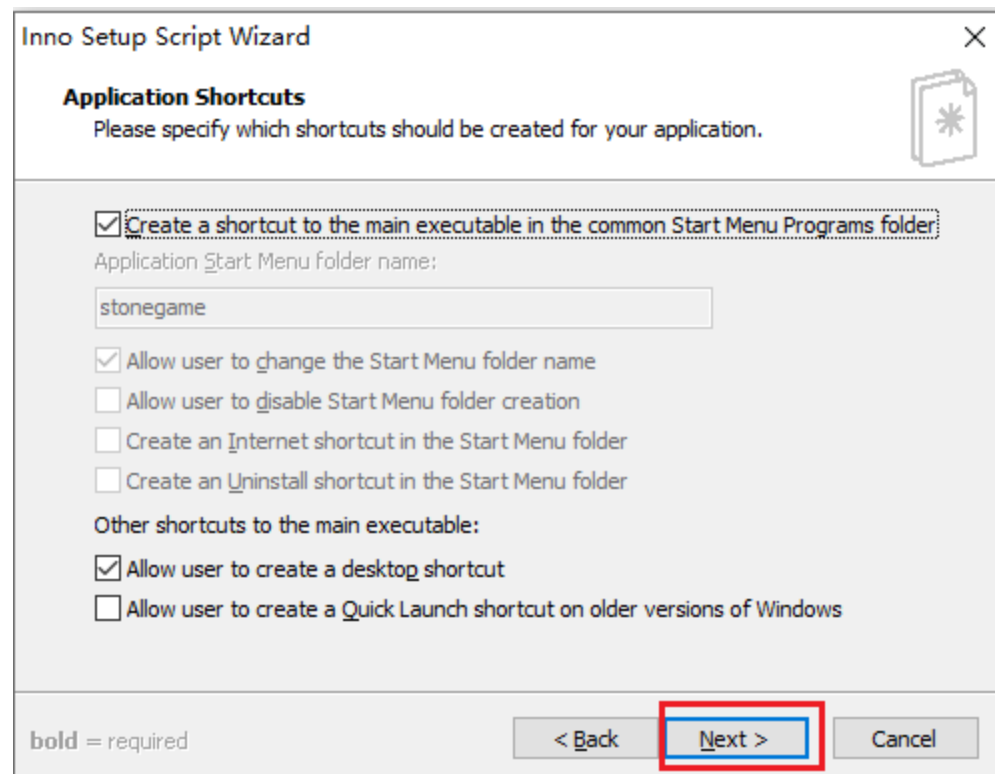 Inno Setup Script Wizard
Application Shortcuts
Please specify which shortcuts should be created for your application.
Create a shortcut to the main executable in the common Start Menu Programs folder
Application Start Menu folder name:
stonegame
Allow user to change the Start Menu folder name
Allow user to disable Start Menu folder creation
Create an Internet shortcut in the Start Menu folder
Create an Uninstall shortcut in the Start Menu folder
Other shortcuts to the main executable:
Allow user to create a desktop shortcut
Allow user to create a Quick Launch shortcut on older versions of Windows
bold = required
< Back
Next >
Cancel